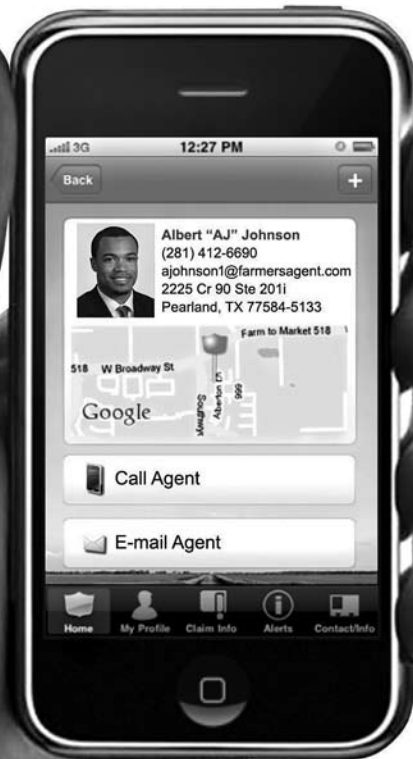 3G 12:27 PM
Back +
Albert “AJ” Johnson
(281) 412-6690
ajohnson1@farmersagent.com
2225 Cr 90 Ste 201i
Pearland, TX 77584-5133
Farm to Market 518
518 W Broadway St
Google
Call Agent
E-mail Agent
Home My Profile Claim Info Alerts Contact/Info